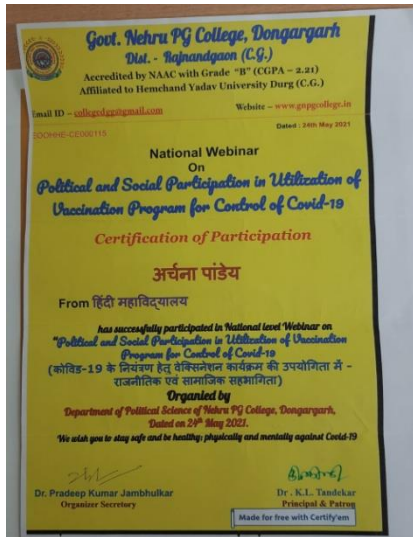 Govt. Nehru PG College, Dongargarh
Dist. - Rajnandgaon (C.G.)
Accredited by NAAC with Grade "B" (CGPA – 2.21)
Affiliated to Hemchand Yadav University Durg (C.G.)
Email ID – collegedgg@gmail.com
Website – www.gnpgcollege.in
Dated : 24th May 2021
National Webinar
On
Political and Social Participation in Utilization of
Vaccination Program for Control of Covid-19
Certification of Participation
अर्चना पांडेय
From हिंदी महाविद्यालय
has successfully participated in National level Webinar on
"Political and Social Participation in Utilization of Vaccination
Program for Control of Covid-19
(कोविड-19 के नियंत्रण हेतु वेक्सिनेशन कार्यक्रम की उपयोगिता में -
राजनीतिक एवं सामाजिक सहभागिता)
Organied by
Department of Political Science of Nehru PG College, Dongargarh,
Dated on 24th May 2021.
We wish you to stay safe and be healthy; physically and mentally against Covid-19
Dr. Pradeep Kumar Jambhulkar
Organizer Secretary
Dr . K.L. Tandekar
Principal & Patron
Made for free with Certify'em